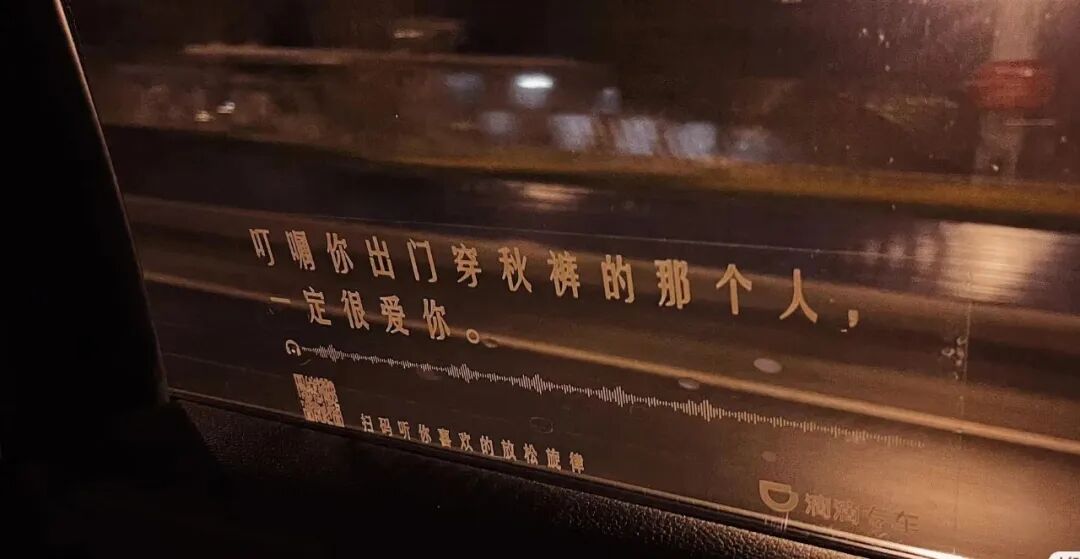 叮嘱你出门穿秋裤的那个人，
一定很爱你。
扫码听你喜欢的放松旋律
滴滴专车